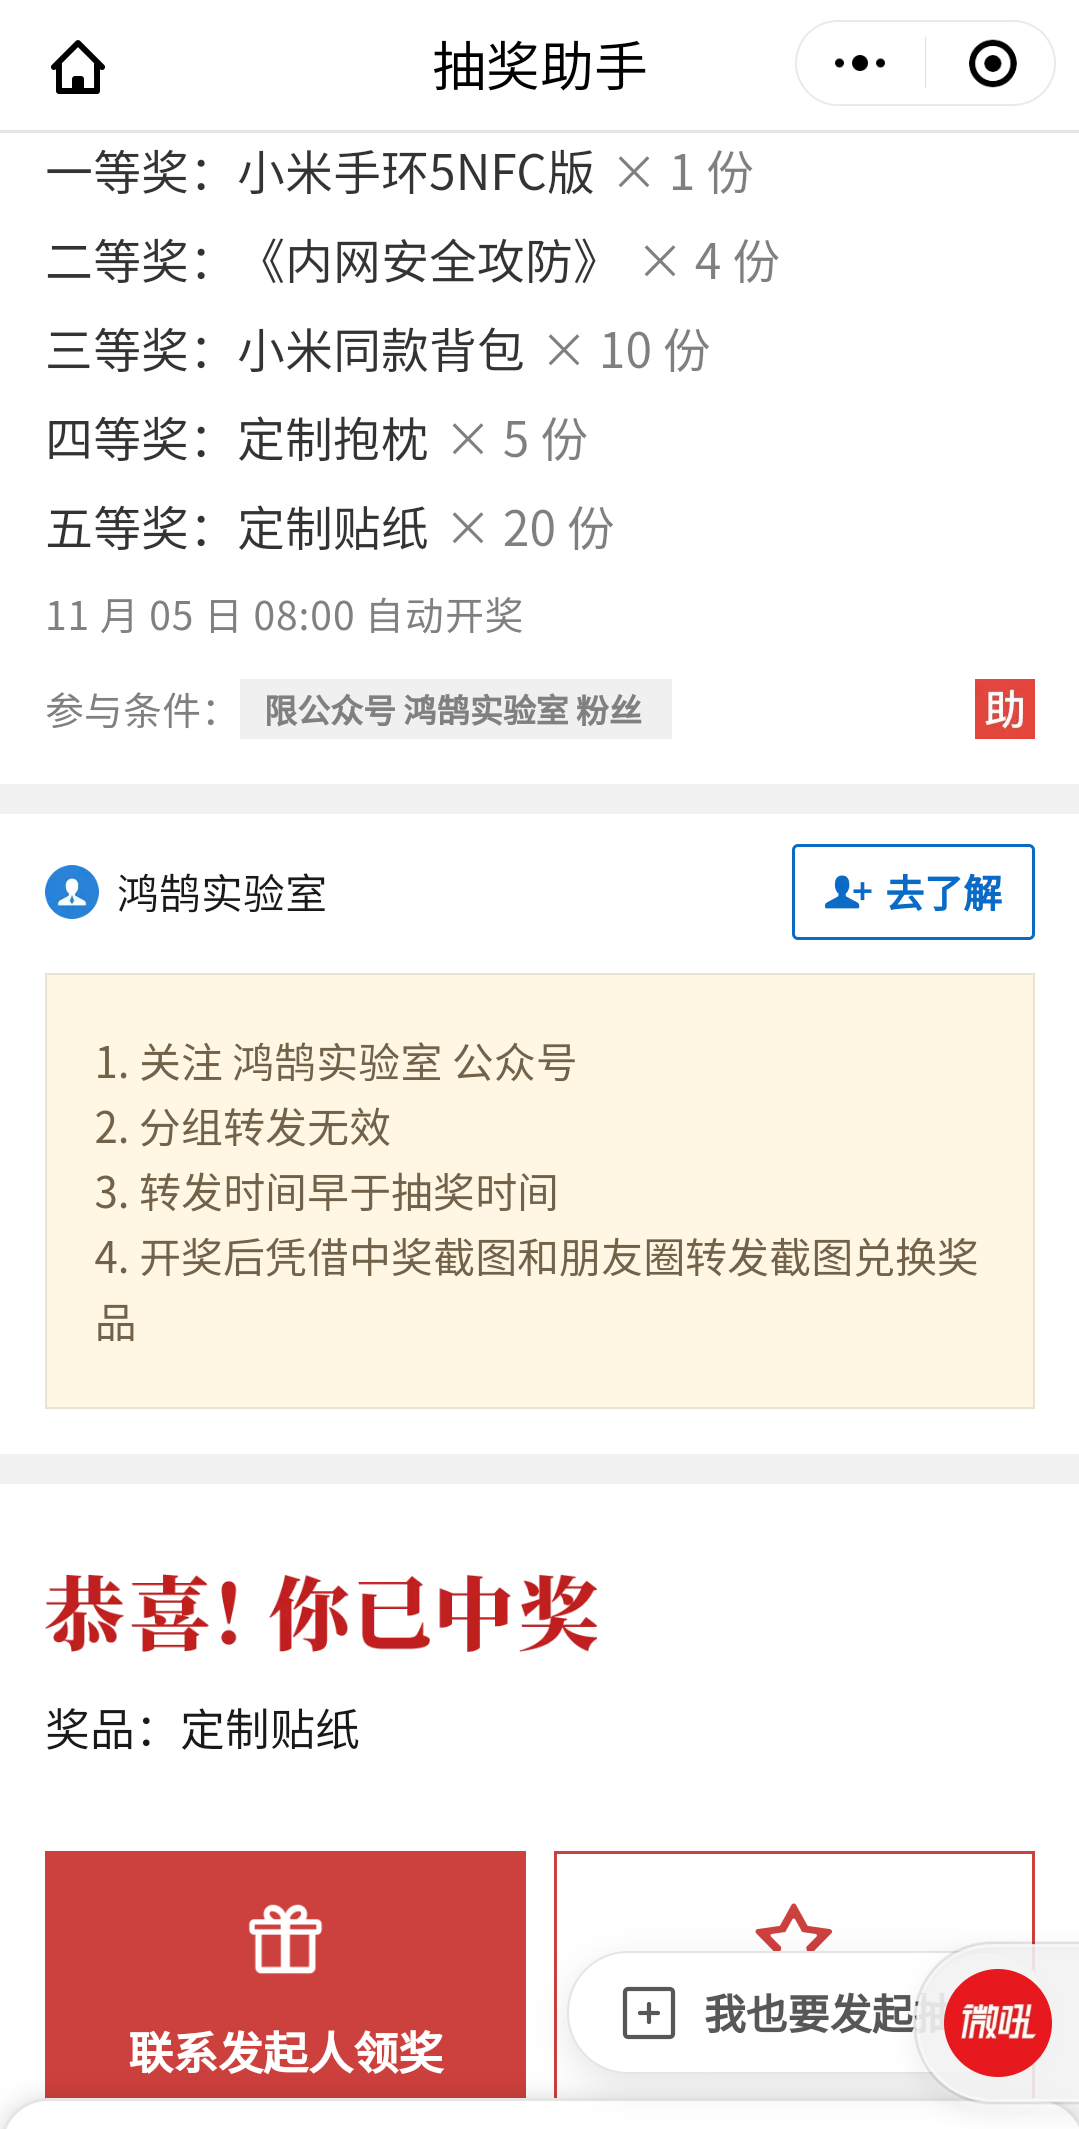 抽奖助手
一等奖：小米手环5NFC版 × 1 份
二等奖：《内网安全攻防》 × 4 份
三等奖：小米同款背包 × 10 份
四等奖：定制抱枕 × 5 份
五等奖：定制贴纸 × 20 份
11 月 05 日 08:00 自动开奖
参与条件：限公众号 鸿鹄实验室 粉丝
助
鸿鹄实验室
去了解
1. 关注 鸿鹄实验室 公众号
2. 分组转发无效
3. 转发时间早于抽奖时间
4. 开奖后凭借中奖截图和朋友圈转发截图兑换奖
品
恭喜！你已中奖
奖品：定制贴纸
联系发起人领奖
我也要发起抽
微吼